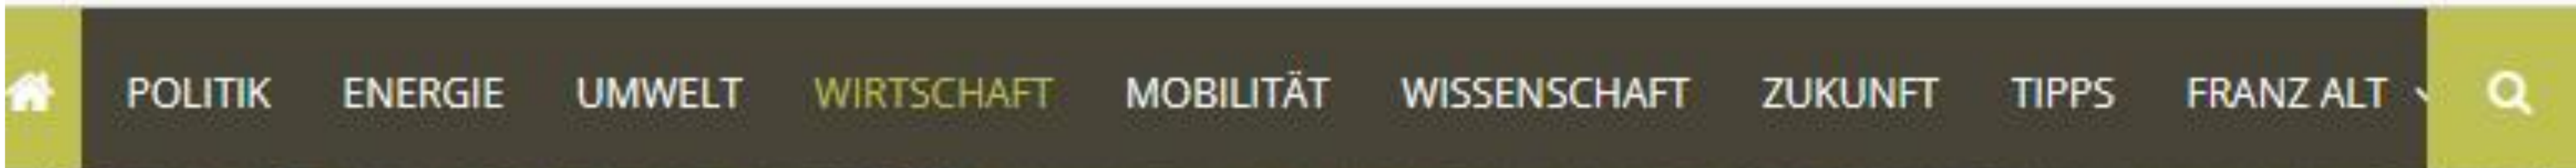 POLITIK ENERGIE UMWELT WIRTSCHAFT MOBILITÄT WISSENSCHAFT ZUKUNFT TIPPS FRANZ ALT